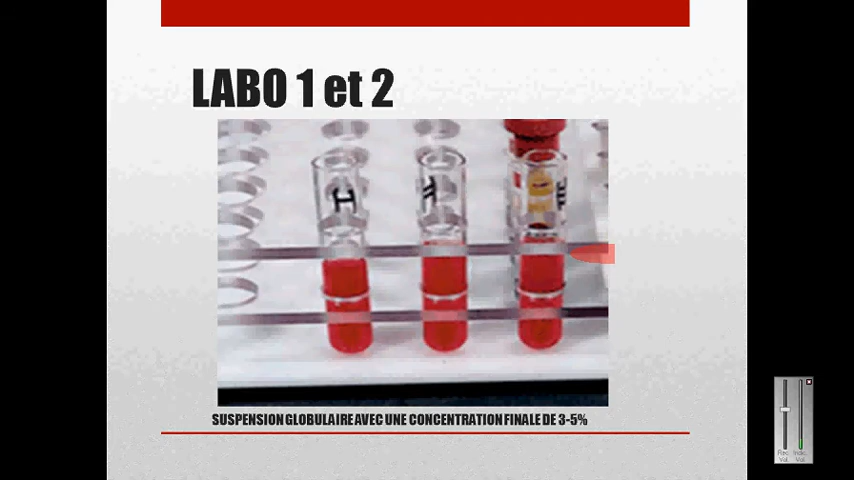 LABO 1 et 2
H
SUSPENSION GLOBULAIRE AVEC UNE CONCENTRATION FINALE DE 3-5%